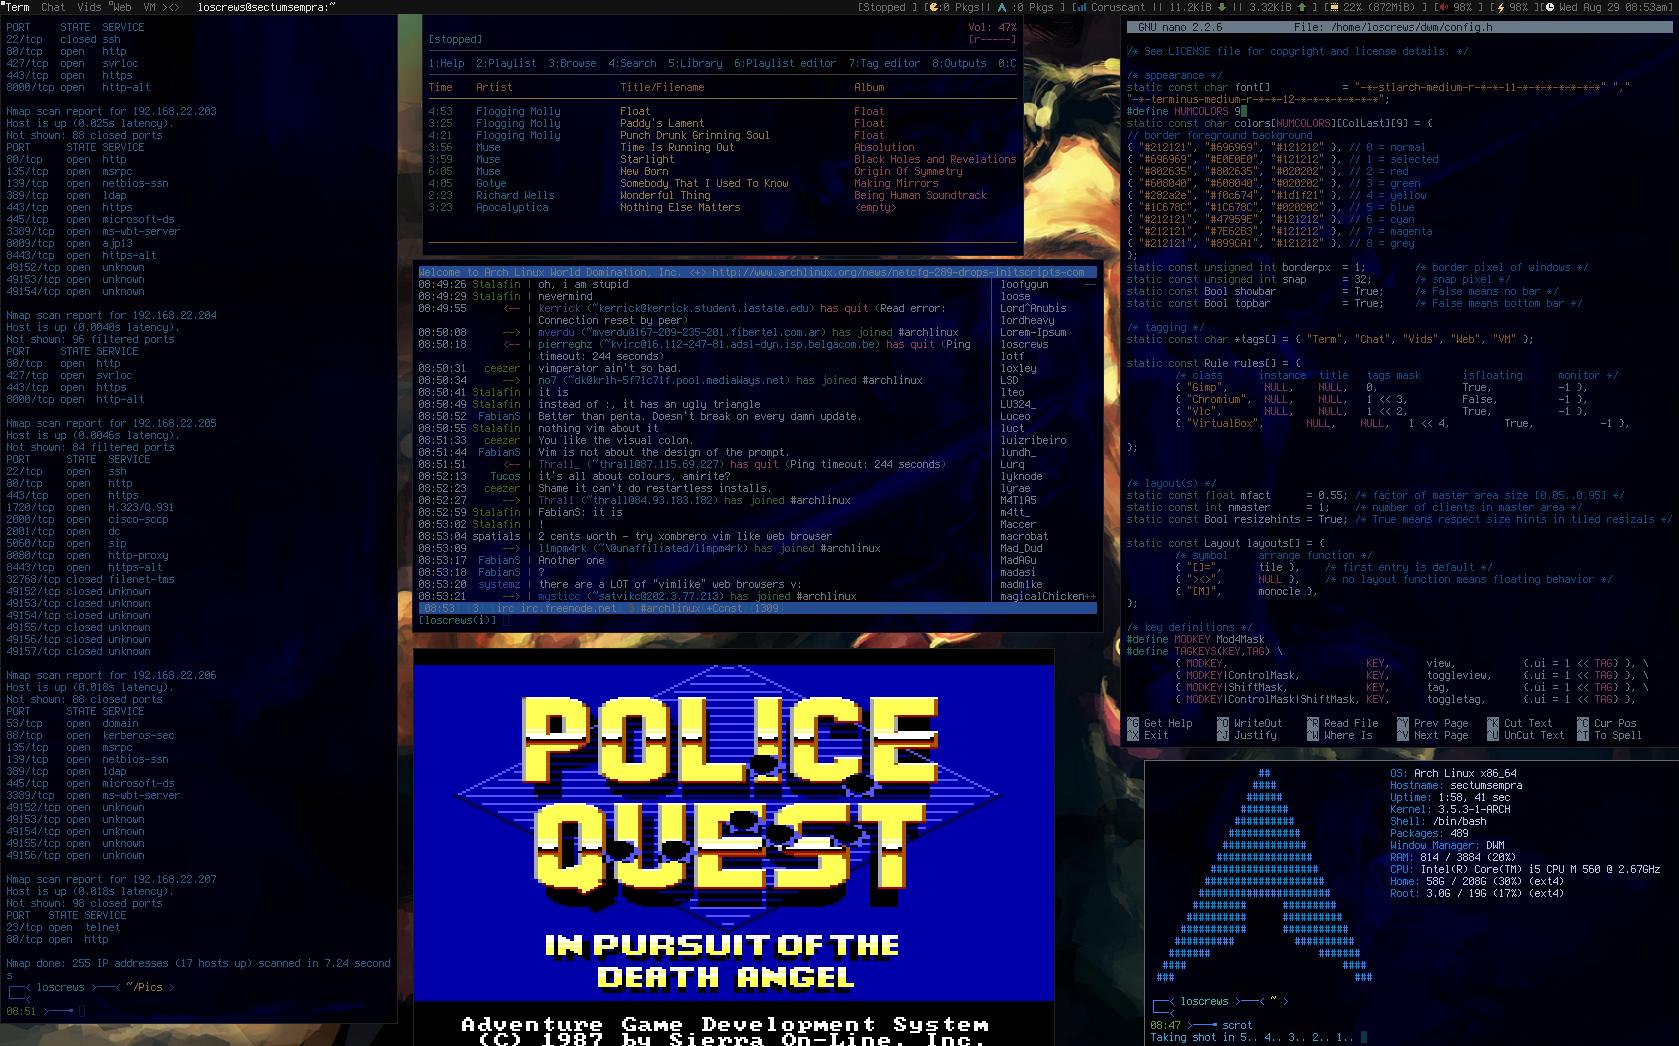 Term Chat Vids Web VM ><> loscrews@sectumsempra:~ [Stopped ] [ :0 Pkgs|| :0 Pkgs ] [ Coruscant || 11.2KiB || 3.32KiB ] [ 22% (872MiB) ] [ 98% ] [ 98% ][ Wed Aug 29 08:53am]
PORT STATE SERVICE
22/tcp closed ssh
80/tcp open http
427/tcp open svrloc
443/tcp open https
8000/tcp open http-alt
Nmap scan report for 192.168.22.203
Host is up (0.025s latency).
Not shown: 88 closed ports
PORT STATE SERVICE
80/tcp open http
135/tcp open msrpc
139/tcp open netbios-ssn
389/tcp open ldap
443/tcp open https
445/tcp open microsoft-ds
3389/tcp open ms-wbt-server
8009/tcp open ajp13
8443/tcp open https-alt
49152/tcp open unknown
49153/tcp open unknown
49154/tcp open unknown
Nmap scan report for 192.168.22.204
Host is up (0.0040s latency).
Not shown: 96 filtered ports
PORT STATE SERVICE
80/tcp open http
427/tcp open svrloc
443/tcp open https
8000/tcp open http-alt
Nmap scan report for 192.168.22.205
Host is up (0.0046s latency).
Not shown: 84 filtered ports
PORT STATE SERVICE
22/tcp open ssh
80/tcp open http
443/tcp open https
1720/tcp open H.323/Q.931
2000/tcp open cisco-sccp
2001/tcp open dc
5060/tcp open sip
8080/tcp open http-proxy
8443/tcp open https-alt
32768/tcp closed filenet-tms
49152/tcp closed unknown
49153/tcp closed unknown
49154/tcp closed unknown
49155/tcp closed unknown
49156/tcp closed unknown
49157/tcp closed unknown
Nmap scan report for 192.168.22.206
Host is up (0.018s latency).
Not shown: 88 closed ports
PORT STATE SERVICE
53/tcp open domain
88/tcp open kerberos-sec
135/tcp open msrpc
139/tcp open netbios-ssn
389/tcp open ldap
445/tcp open microsoft-ds
3389/tcp open ms-wbt-server
49152/tcp open unknown
49153/tcp open unknown
49154/tcp open unknown
49155/tcp open unknown
49156/tcp open unknown
Nmap scan report for 192.168.22.207
Host is up (0.018s latency).
Not shown: 98 closed ports
PORT STATE SERVICE
23/tcp open telnet
80/tcp open http
Nmap done: 255 IP addresses (17 hosts up) scanned in 7.24 second
s
< loscrews >──< ~/Pics >
08:51 >
Vol: 47%
[stopped] [r-----]
1:Help 2:Playlist 3:Browse 4:Search 5:Library 6:Playlist editor 7:Tag editor 8:Outputs 0:C
Time Artist Title/Filename Album
4:53 Flogging Molly Float Float
3:25 Flogging Molly Paddy's Lament Float
4:21 Flogging Molly Punch Drunk Grinning Soul Float
3:56 Muse Time Is Running Out Absolution
3:59 Muse Starlight Black Holes and Revelations
6:05 Muse New Born Origin Of Symmetry
4:05 Gotye Somebody That I Used To Know Making Mirrors
2:23 Richard Wells Wonderful Thing Being Human Soundtrack
3:23 Apocalyptica Nothing Else Matters <empty>
Welcome to Arch Linux World Domination, Inc. <+> http://www.archlinux.org/news/netcfg-289-drops-initscripts-com
08:49:26 Stalafin | oh, i am stupid loofygun --
08:49:29 Stalafin | nevermind loose
08:49:55 <-- | kerrick (~kerrick@kerrick.student.iastate.edu) has quit (Read error: Lord^Anubis
| Connection reset by peer) lordheavy
08:50:08 --> | mverdu (~mverdu@167-209-235-201.fibertel.com.ar) has joined #archlinux Lorem-Ipsum
08:50:18 <-- | pierreghz (~kvirc@16.112-247-81.adsl-dyn.isp.belgacom.be) has quit (Ping loscrews
| timeout: 244 seconds) lotf
08:50:31 ceezer | vimperator ain't so bad. loxley
08:50:34 --> | no7 (~dk@krlh-5f71c71f.pool.mediaWays.net) has joined #archlinux LSD
08:50:41 Stalafin | it is lteo
08:50:49 Stalafin | instead of :, it has an ugly triangle LU324_
08:50:52 FabianS | Better than penta. Doesn't break on every damn update. Luceo
08:50:55 Stalafin | nothing vim about it luct
08:51:33 ceezer | You like the visual colon. luizribeiro
08:51:44 FabianS | Vim is not about the design of the prompt. lundh_
08:51:51 <-- | Thrall_ (~thrall@87.115.69.227) has quit (Ping timeout: 244 seconds) Lurq
08:52:13 Tucos | it's all about colours, amirite? lyknode
08:52:23 ceezer | Shame it can't do restartless installs. lyrae
08:52:27 --> | Thrall (~thrall@84.93.183.182) has joined #archlinux M4T1A5
08:52:59 Stalafin | FabianS: it is m4tt_
08:53:02 Stalafin | ! Maccer
08:53:04 spatials | 2 cents worth - try xombrero vim like web browser macrobat
08:53:09 --> | l1mpm4rk (~\@unaffiliated/l1mpm4rk) has joined #archlinux Mad_Dud
08:53:17 FabianS | Another one MadAGu
08:53:18 FabianS | ? madasi
08:53:20 systemz | there are a LOT of "vimlike" web browsers v: madm1ke
08:53:21 --> | mysticc (~satvikc@202.3.77.213) has joined #archlinux magicalChicken++
[08:53] [3] [irc/irc.freenode.net] 3:#archlinux(+Ccnst){1309}
[loscrews(i)]
POLICE
QUEST
IN PURSUIT OF THE
DEATH ANGEL
Adventure Game Development System
(C) 1987 by Sierra On-Line, Inc.
GNU nano 2.2.6 File: /home/loscrews/dwm/config.h
/* See LICENSE file for copyright and license details. */
/* appearance */
static const char font[] = "-*-stlarch-medium-r-*-*-11-*-*-*-*-*-*-*" ","
"-*-terminus-medium-r-*-*-12-*-*-*-*-*-*-*";
#define NUMCOLORS 9
static const char colors[NUMCOLORS][ColLast][9] = {
// border foreground background
{ "#212121", "#696969", "#121212" }, // 0 = normal
{ "#696969", "#E0E0E0", "#121212" }, // 1 = selected
{ "#802635", "#802635", "#020202" }, // 2 = red
{ "#608040", "#608040", "#020202" }, // 3 = green
{ "#282a2e", "#f0c674", "#1d1f21" }, // 4 = yellow
{ "#1C678C", "#1C678C", "#020202" }, // 5 = blue
{ "#212121", "#47959E", "#121212" }, // 6 = cyan
{ "#212121", "#7E62B3", "#121212" }, // 7 = magenta
{ "#212121", "#899CA1", "#121212" }, // 8 = grey
};
static const unsigned int borderpx = 1; /* border pixel of windows */
static const unsigned int snap = 32; /* snap pixel */
static const Bool showbar = True; /* False means no bar */
static const Bool topbar = True; /* False means bottom bar */
/* tagging */
static const char *tags[] = { "Term", "Chat", "Vids", "Web", "VM" };
static const Rule rules[] = {
/* class instance title tags mask isfloating monitor */
{ "Gimp", NULL, NULL, 0, True, -1 },
{ "Chromium", NULL, NULL, 1 << 3, False, -1 },
{ "Vlc", NULL, NULL, 1 << 2, True, -1 },
{ "VirtualBox", NULL, NULL, 1 << 4, True, -1 },
};
/* layout(s) */
static const float mfact = 0.55; /* factor of master area size [0.05..0.95] */
static const int nmaster = 1; /* number of clients in master area */
static const Bool resizehints = True; /* True means respect size hints in tiled resizals */
static const Layout layouts[] = {
/* symbol arrange function */
{ "[]=", tile }, /* first entry is default */
{ "><>", NULL }, /* no layout function means floating behavior */
{ "[M]", monocle },
};
/* key definitions */
#define MODKEY Mod4Mask
#define TAGKEYS(KEY,TAG) \
{ MODKEY, KEY, view, {.ui = 1 << TAG} }, \
{ MODKEY|ControlMask, KEY, toggleview, {.ui = 1 << TAG} }, \
{ MODKEY|ShiftMask, KEY, tag, {.ui = 1 << TAG} }, \
{ MODKEY|ControlMask|ShiftMask, KEY, toggletag, {.ui = 1 << TAG} },
^G Get Help ^O WriteOut ^R Read File ^Y Prev Page ^K Cut Text ^C Cur Pos
^X Exit ^J Justify ^W Where Is ^V Next Page ^U UnCut Text ^T To Spell
OS: Arch Linux x86_64
Hostname: sectumsempra
Uptime: 1:58, 41 sec
Kernel: 3.5.3-1-ARCH
Shell: /bin/bash
Packages: 489
Window Manager: DWM
RAM: 814 / 3884 (20%)
CPU: Intel(R) Core(TM) i5 CPU M 560 @ 2.67GHz
Home: 58G / 208G (30%) (ext4)
Root: 3.0G / 19G (17%) (ext4)
< loscrews >──< ~ >
08:47 > scrot
Taking shot in 5.. 4.. 3.. 2.. 1..